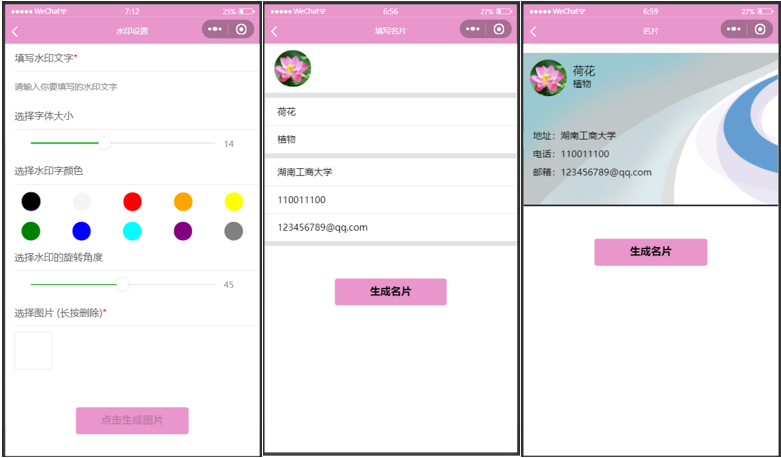 WeChat 7:12 25%
水印设置
填写水印文字*
请输入你要填写的水印文字
选择字体大小
14
选择水印字颜色
选择水印的旋转角度
45
选择图片 (长按删除)*
点击生成图片
WeChat 6:56 27%
填写名片
荷花
植物
湖南工商大学
110011100
123456789@qq.com
生成名片
WeChat 6:59 27%
名片
荷花
植物
地址：湖南工商大学
电话：110011100
邮箱：123456789@qq.com
生成名片